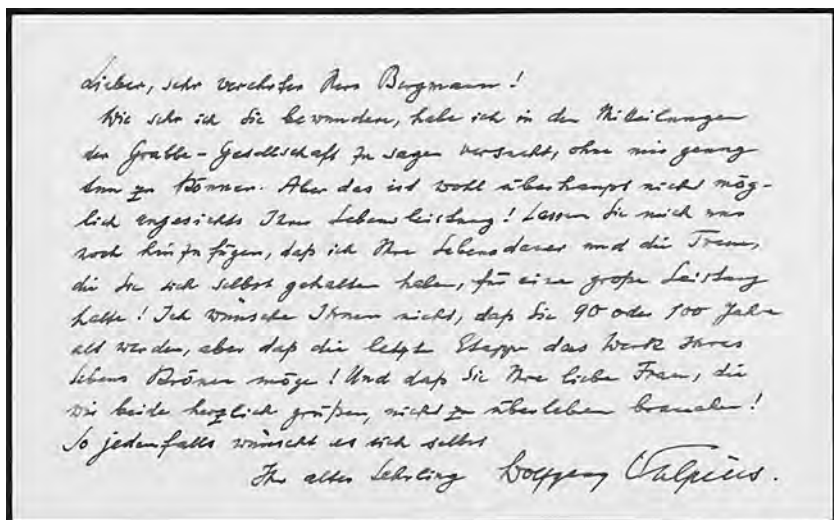 Lieber, sehr verehrter Herr Bergmann!
Wie sehr ich Sie bewundere, habe ich in den Mitteilungen
der Grabbe-Gesellschaft zu sagen versucht, ohne mir genug
tun zu können. Aber das ist wohl überhaupt nicht mög-
lich angesichts Ihrer Lebensleistung! Lassen Sie mich nur
noch hinzufügen, daß ich Ihre Lebensdauer und die Treue,
die Sie sich selbst gehalten haben, für eine große Leistung
halte! Ich wünsche Ihnen nicht, daß Sie 90 oder 100 Jahre
alt werden, aber daß die letzte Etappe das Werk Ihres
Lebens krönen möge! Und daß Sie Ihre liebe Frau, die
wir beide herzlich grüßen, nicht zu überleben brauchen!
So jedenfalls wünscht es sich selbst
Ihr alter Lehrling Wolfgang Vulpius.